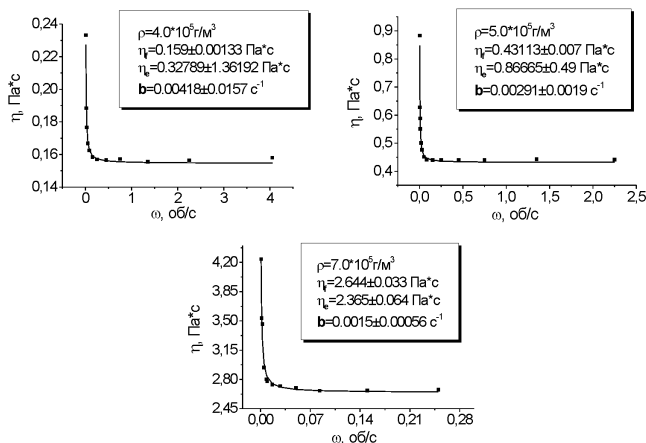 η, Па*с
0,24
0,22
0,20
0,18
0,16
0,14
0 1 2 3 4
ω, об/с
ρ=4.0*10⁵г/м³
ηf=0.159±0.00133 Па*с
ηe=0.32789±1.36192 Па*с
b=0.00418±0.0157 с⁻¹
η, Па*с
0,9
0,8
0,7
0,6
0,5
0,4
0,0 0,5 1,0 1,5 2,0 2,5
ω, об/с
ρ=5.0*10⁵г/м³
ηf=0.43113±0.007 Па*с
ηe=0.86665±0.49 Па*с
b=0.00291±0.0019 с⁻¹
η, Па*с
4,20
3,85
3,50
3,15
2,80
2,45
0,00 0,07 0,14 0,21 0,28
ω, об/с
ρ=7.0*10⁵г/м³
ηf=2.644±0.033 Па*с
ηe=2.365±0.064 Па*с
b=0.0015±0.00056 с⁻¹